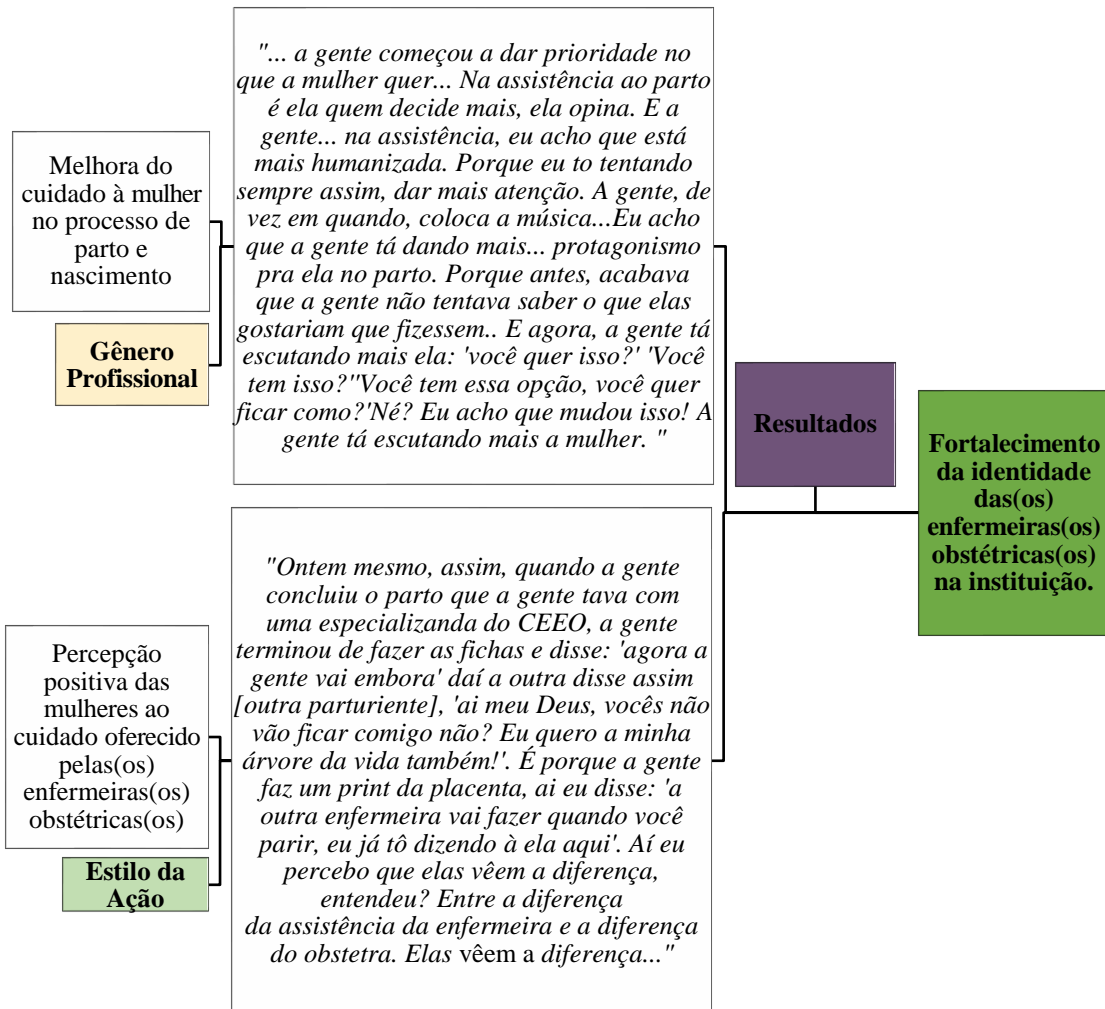 "... a gente começou a dar prioridade no
que a mulher quer... Na assistência ao parto
é ela quem decide mais, ela opina. E a
gente... na assistência, eu acho que está
mais humanizada. Porque eu to tentando
sempre assim, dar mais atenção. A gente, de
vez em quando, coloca a música...Eu acho
que a gente tá dando mais... protagonismo
pra ela no parto. Porque antes, acabava
que a gente não tentava saber o que elas
gostariam que fizessem.. E agora, a gente tá
escutando mais ela: 'você quer isso?' 'Você
tem isso?''Você tem essa opção, você quer
ficar como?'Né? Eu acho que mudou isso! A
gente tá escutando mais a mulher. "
Melhora do
cuidado à mulher
no processo de
parto e
nascimento
Gênero
Profissional
Resultados
Fortalecimento
da identidade
das(os)
enfermeiras(os)
obstétricas(os)
na instituição.
"Ontem mesmo, assim, quando a gente
concluiu o parto que a gente tava com
uma especializanda do CEEO, a gente
terminou de fazer as fichas e disse: 'agora a
gente vai embora' daí a outra disse assim
[outra parturiente], 'ai meu Deus, vocês não
vão ficar comigo não? Eu quero a minha
árvore da vida também!'. É porque a gente
faz um print da placenta, ai eu disse: 'a
outra enfermeira vai fazer quando você
parir, eu já tô dizendo à ela aqui'. Aí eu
percebo que elas vêem a diferença,
entendeu? Entre a diferença
da assistência da enfermeira e a diferença
do obstetra. Elas vêem a diferença..."
Percepção
positiva das
mulheres ao
cuidado oferecido
pelas(os)
enfermeiras(os)
obstétricas(os)
Estilo da
Ação